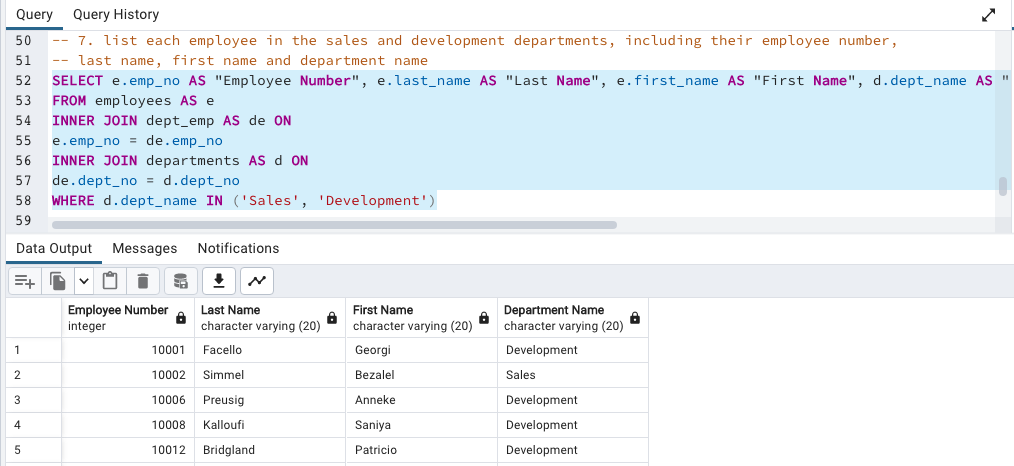 Query Query History
50 -- 7. list each employee in the sales and development departments, including their employee number,
51 -- last name, first name and department name
52 SELECT e.emp_no AS "Employee Number", e.last_name AS "Last Name", e.first_name AS "First Name", d.dept_name AS "
53 FROM employees AS e
54 INNER JOIN dept_emp AS de ON
55 e.emp_no = de.emp_no
56 INNER JOIN departments AS d ON
57 de.dept_no = d.dept_no
58 WHERE d.dept_name IN ('Sales', 'Development')
59
Data Output Messages Notifications
Employee Number Last Name First Name Department Name
integer character varying (20) character varying (20) character varying (20)
1 10001 Facello Georgi Development
2 10002 Simmel Bezalel Sales
3 10006 Preusig Anneke Development
4 10008 Kalloufi Saniya Development
5 10012 Bridgland Patricio Development